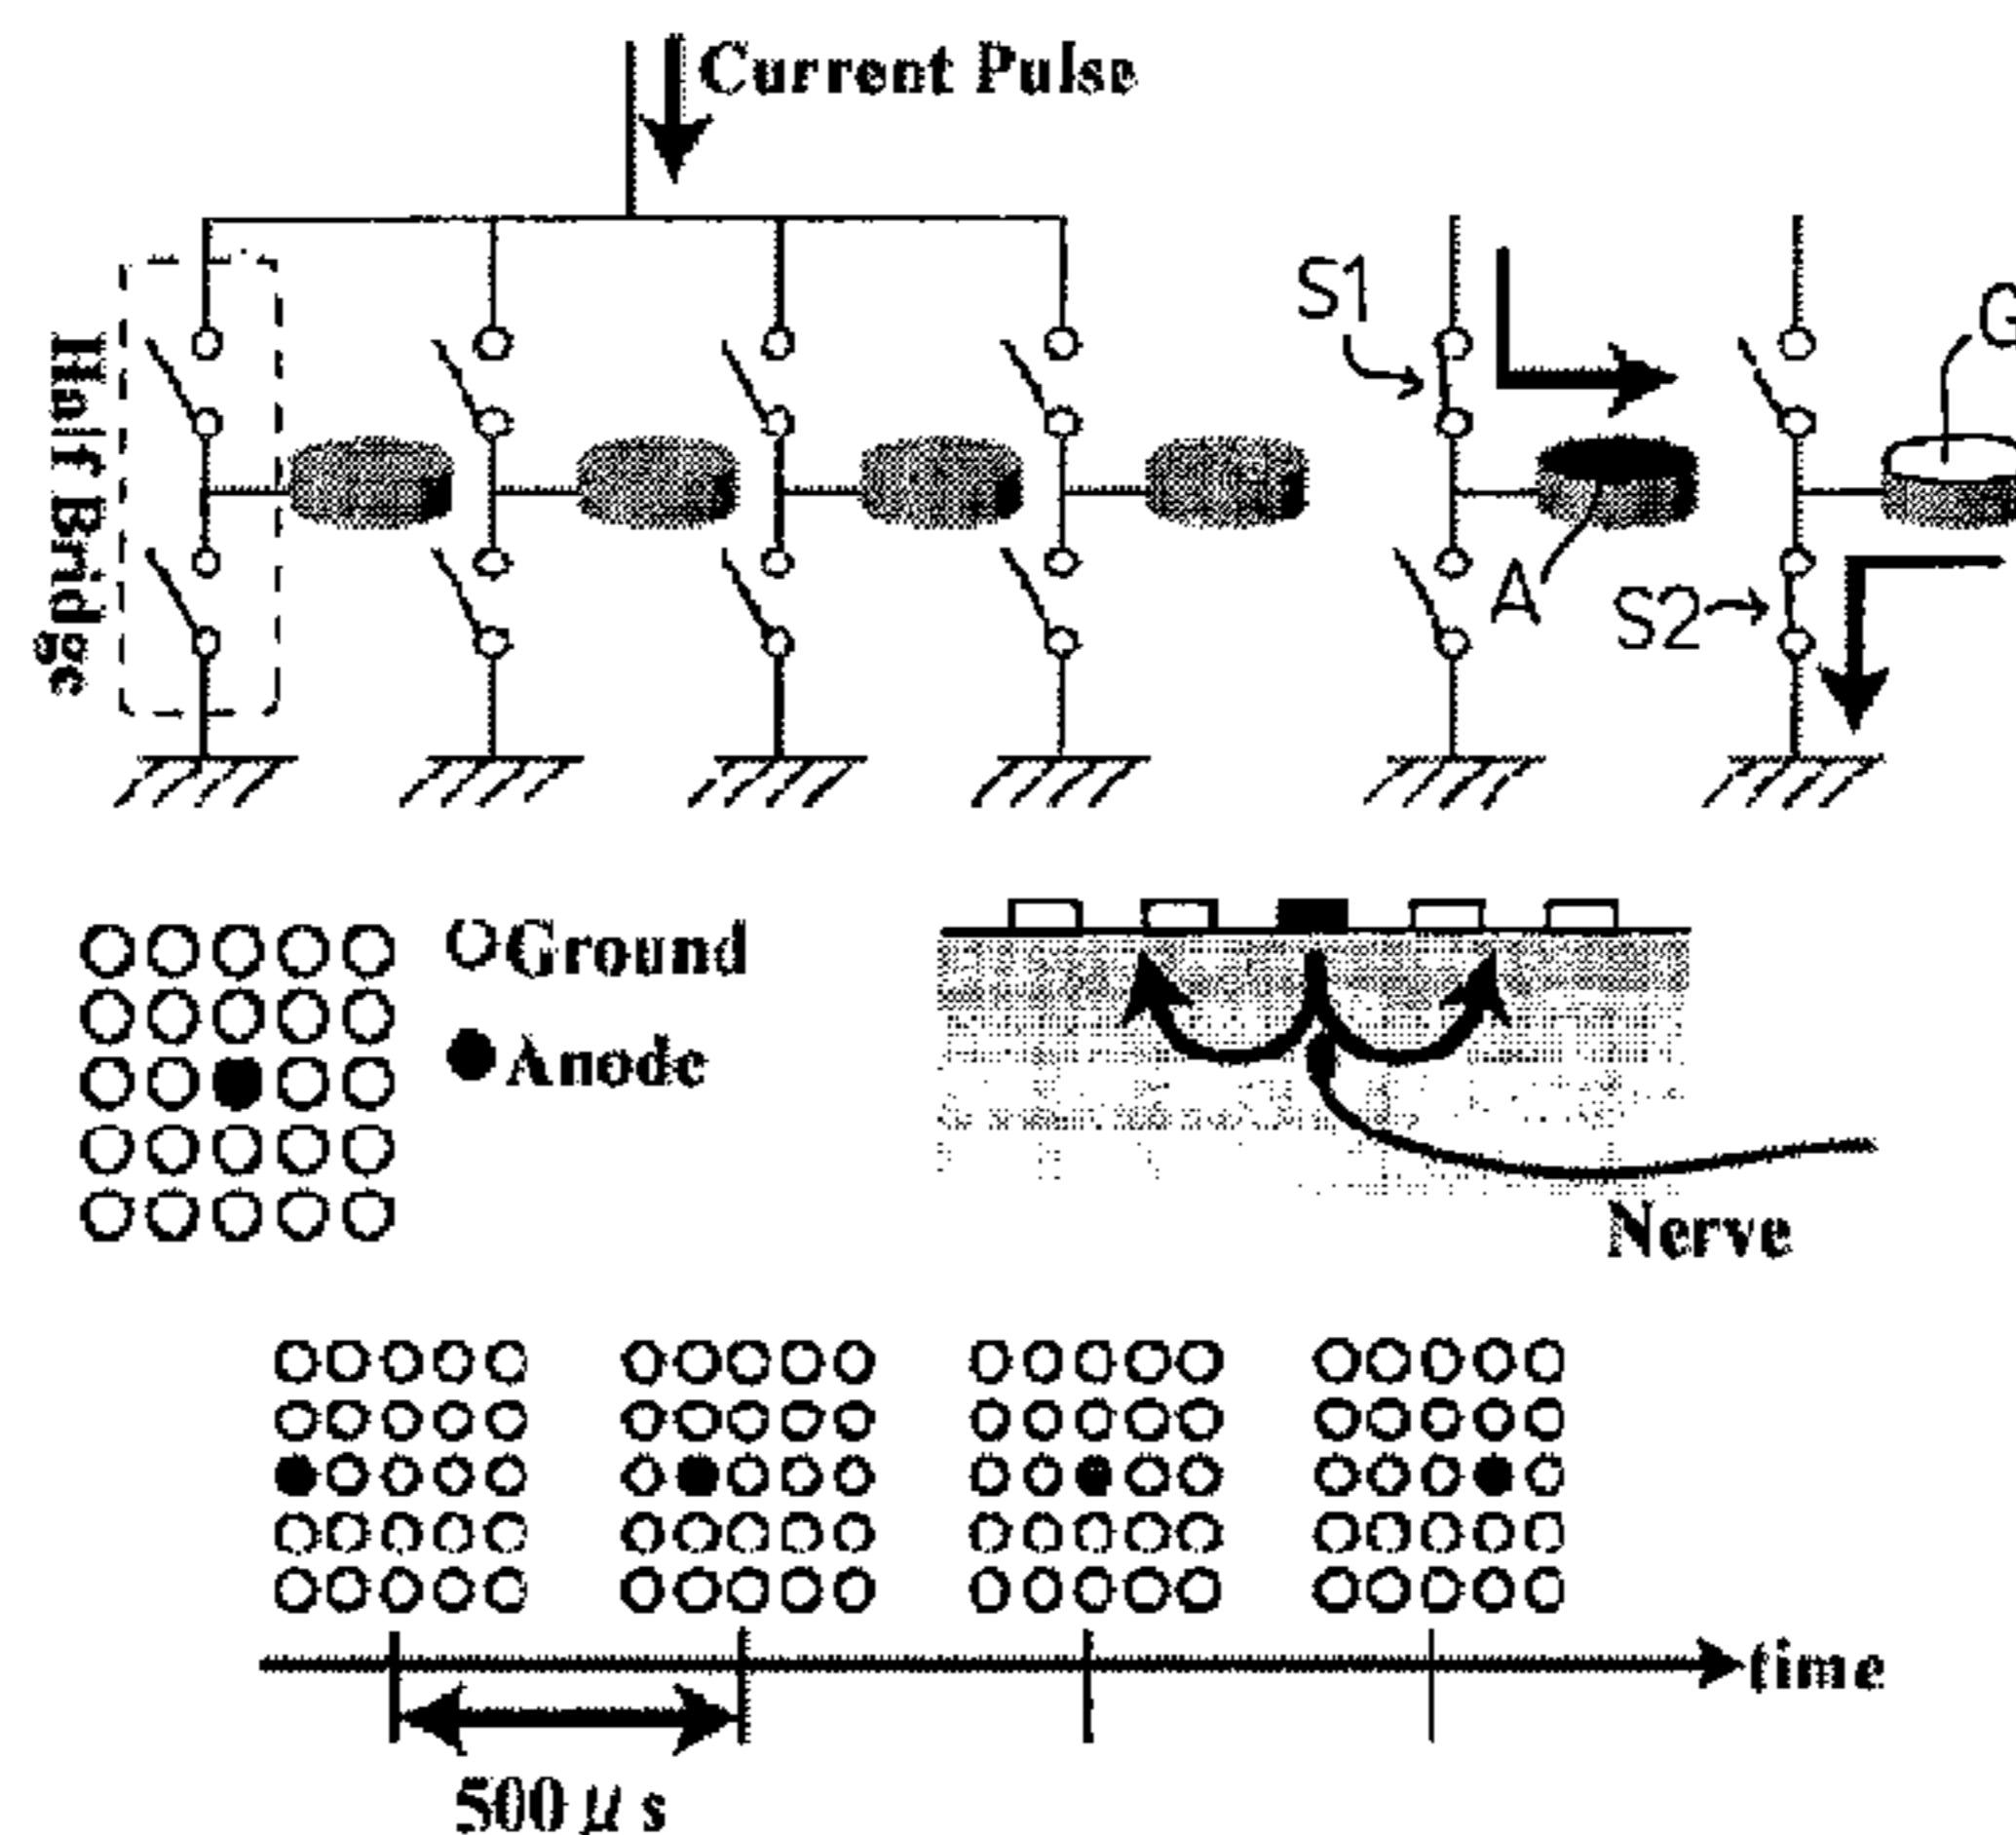 Current Pulse
Half Bridge
S1
G
A
S2
Ground
Anode
Nerve
time
500 μ s